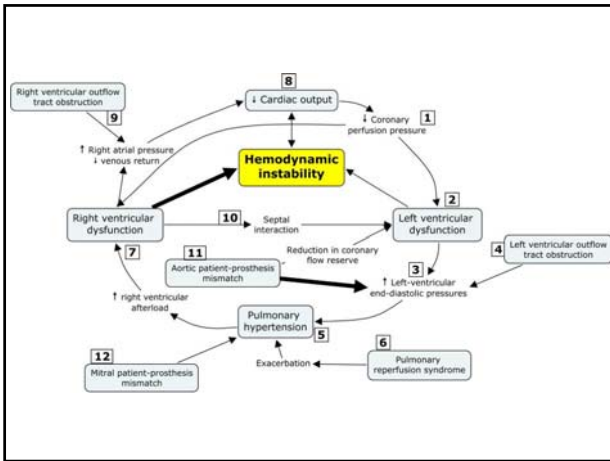 8
↓ Cardiac output
Right ventricular outflow
tract obstruction
9
↓ Coronary
perfusion pressure
1
↑ Right atrial pressure
↓ venous return
Hemodynamic
instability
2
Right ventricular
dysfunction
10
Septal
interaction
Left ventricular
dysfunction
7
11
Aortic patient-prosthesis
mismatch
Reduction in coronary
flow reserve
3
↑ Left-ventricular
end-diastolic pressures
4
Left ventricular outflow
tract obstruction
↑ right ventricular
afterload
Pulmonary
hypertension
5
12
Mitral patient-prosthesis
mismatch
Exacerbation
6
Pulmonary
reperfusion syndrome